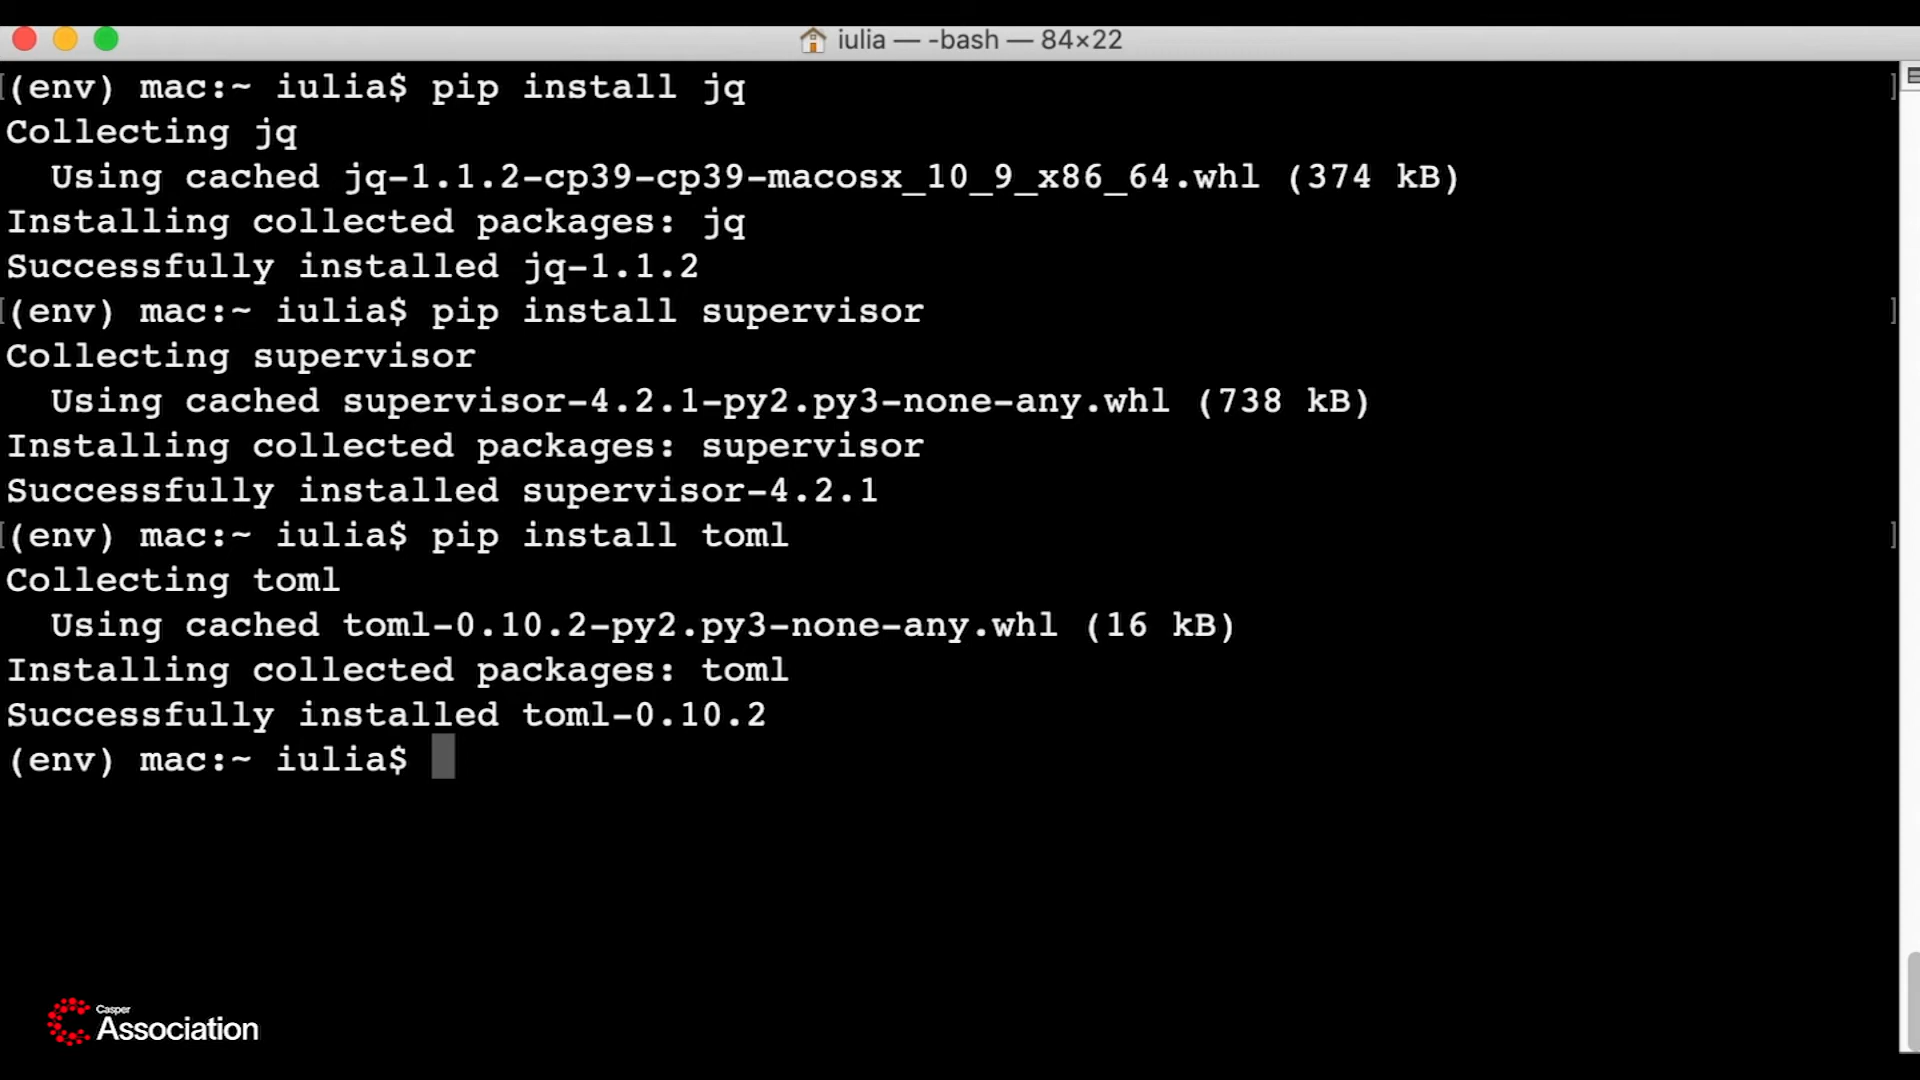 iulia — -bash — 84×22
(env) mac:~ iulia$ pip install jq
Collecting jq
  Using cached jq-1.1.2-cp39-cp39-macosx_10_9_x86_64.whl (374 kB)
Installing collected packages: jq
Successfully installed jq-1.1.2
(env) mac:~ iulia$ pip install supervisor
Collecting supervisor
  Using cached supervisor-4.2.1-py2.py3-none-any.whl (738 kB)
Installing collected packages: supervisor
Successfully installed supervisor-4.2.1
(env) mac:~ iulia$ pip install toml
Collecting toml
  Using cached toml-0.10.2-py2.py3-none-any.whl (16 kB)
Installing collected packages: toml
Successfully installed toml-0.10.2
(env) mac:~ iulia$
Casper
Association